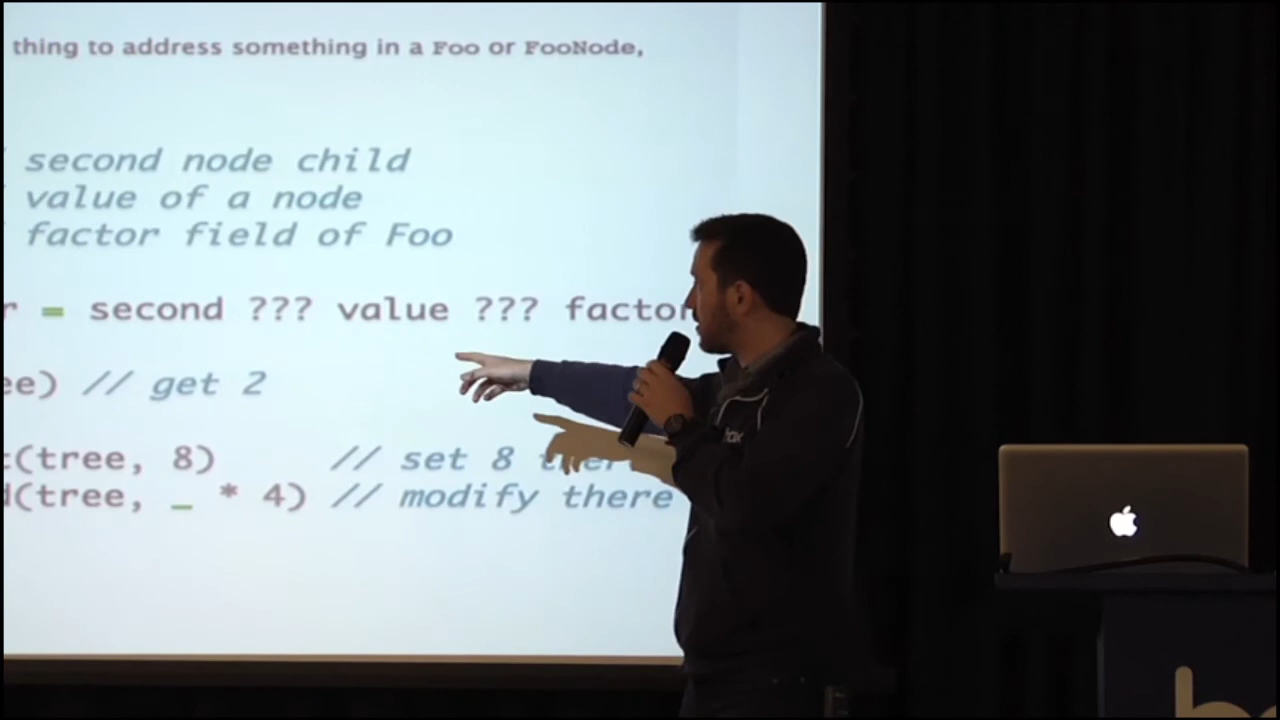 thing to address something in a Foo or FooNode,
second node child
value of a node
factor field of Foo
r = second ??? value ??? factor
ee) // get 2
t(tree, 8) // set 8 there
d(tree, _ * 4) // modify there